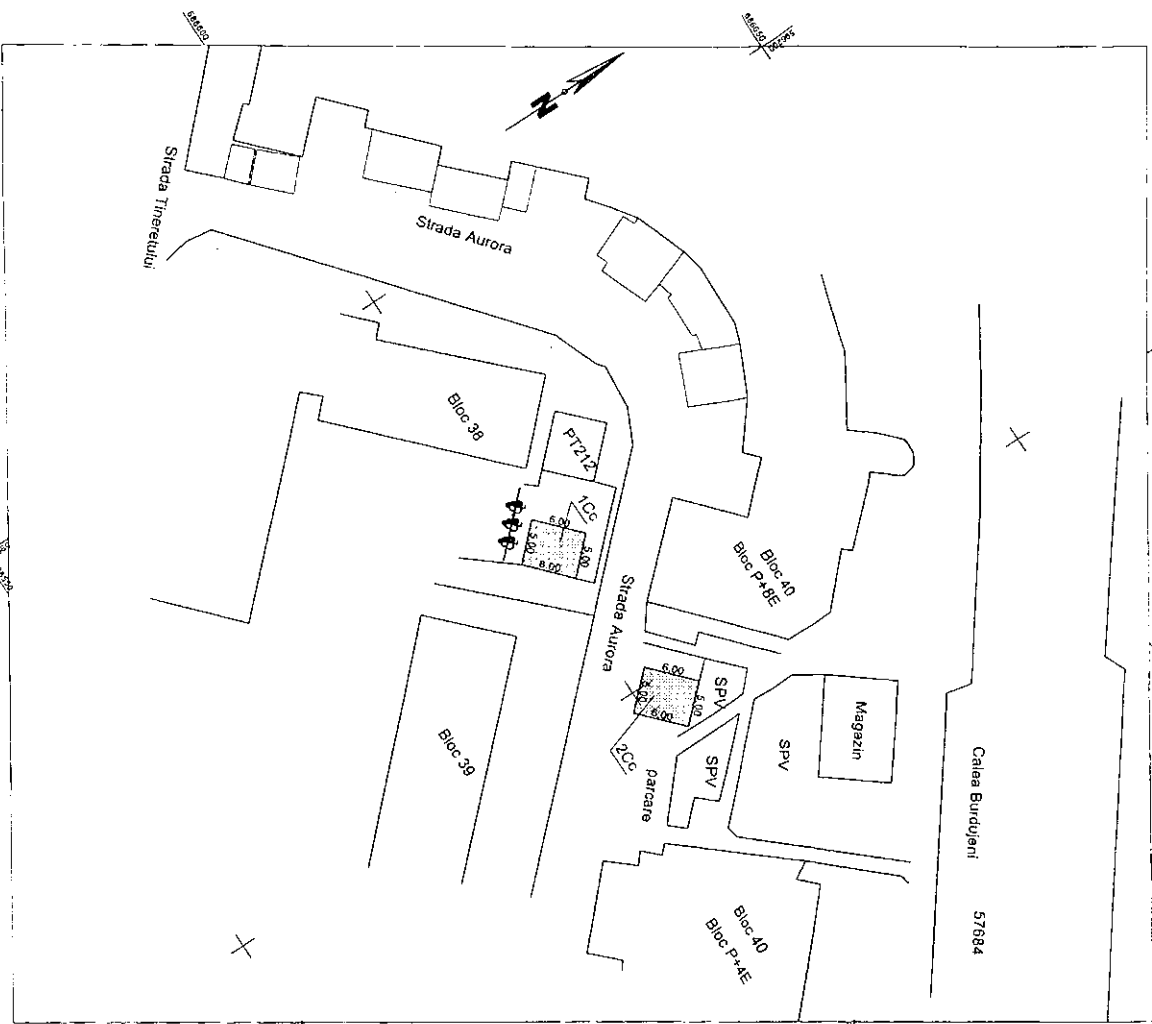 Strada Tineretului
Strada Aurora
Bloc 38
PT212
1Cc
6.00
5.00
5.00
6.00
Bloc 40
Bloc P+8E
Strada Aurora
6.00
5.00
5.00
6.00
SPV
2Cc
SPV
SPV
Magazin
parcare
Bloc 39
Calea Burdujeni
57684
Bloc 40
Bloc P+4E
N